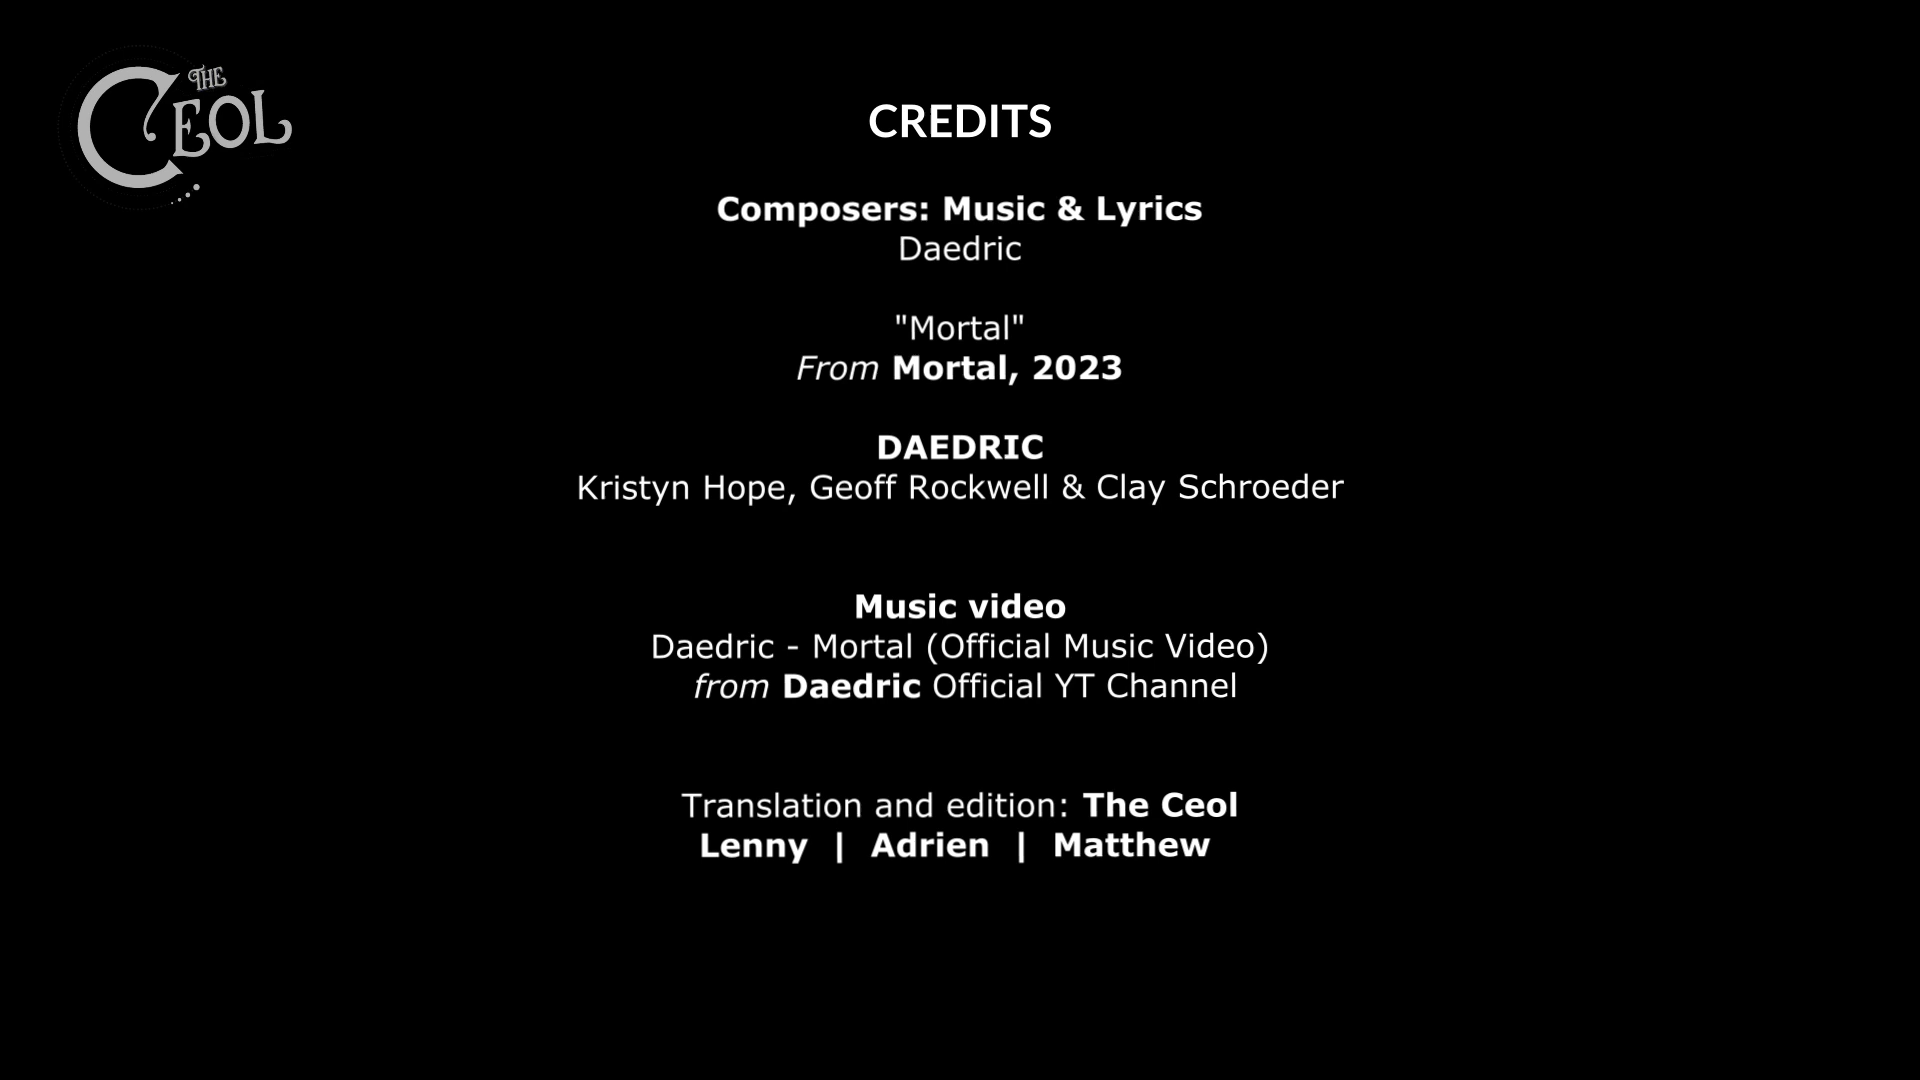 THE
CEOL
CREDITS
Composers: Music & Lyrics
Daedric
"Mortal"
From Mortal, 2023
DAEDRIC
Kristyn Hope, Geoff Rockwell & Clay Schroeder
Music video
Daedric - Mortal (Official Music Video)
from Daedric Official YT Channel
Translation and edition: The Ceol
Lenny | Adrien | Matthew